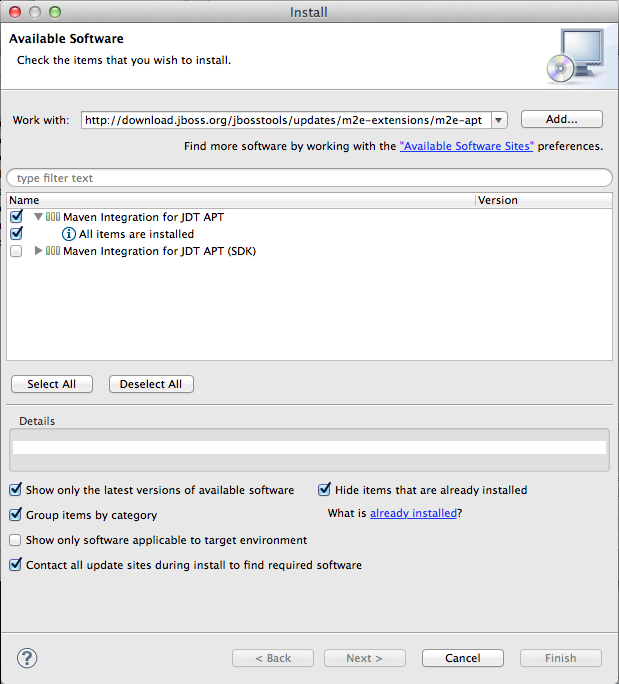 Install
Available Software
Check the items that you wish to install.
Work with: http://download.jboss.org/jbosstools/updates/m2e-extensions/m2e-apt Add...
Find more software by working with the "Available Software Sites" preferences.
type filter text
Name Version
Maven Integration for JDT APT
All items are installed
Maven Integration for JDT APT (SDK)
Select All Deselect All
Details
Show only the latest versions of available software Hide items that are already installed
Group items by category What is already installed?
Show only software applicable to target environment
Contact all update sites during install to find required software
? < Back Next > Cancel Finish